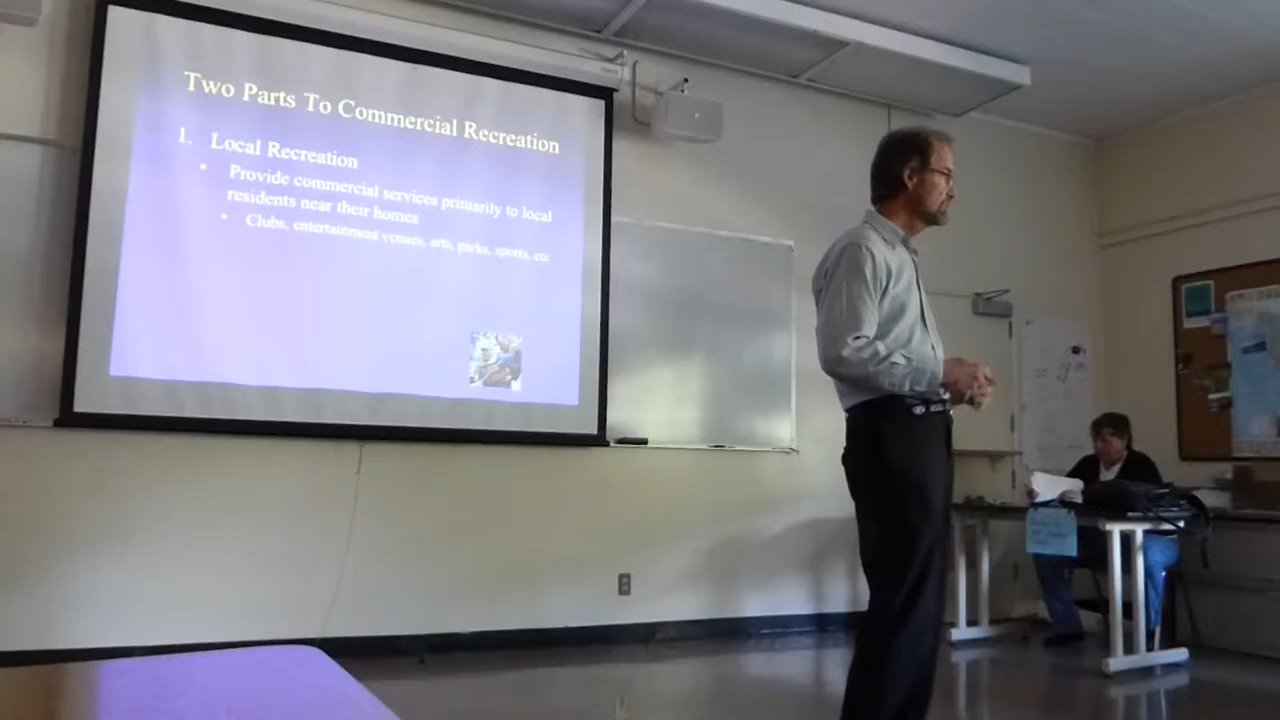 Two Parts To Commercial Recreation
1. Local Recreation
• Provide commercial services primarily to local
residents near their homes
• Clubs, entertainment venues, arts, parks, sports, etc